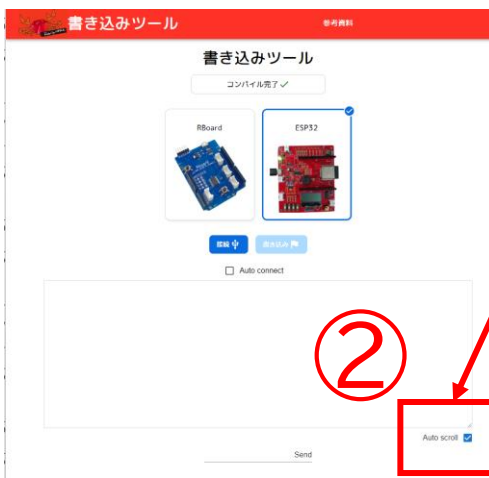 書き込みツール
参考資料
書き込みツール
コンパイル完了✓
RBoard
ESP32
接続
書き込み
Auto connect
②
Auto scroll
Send